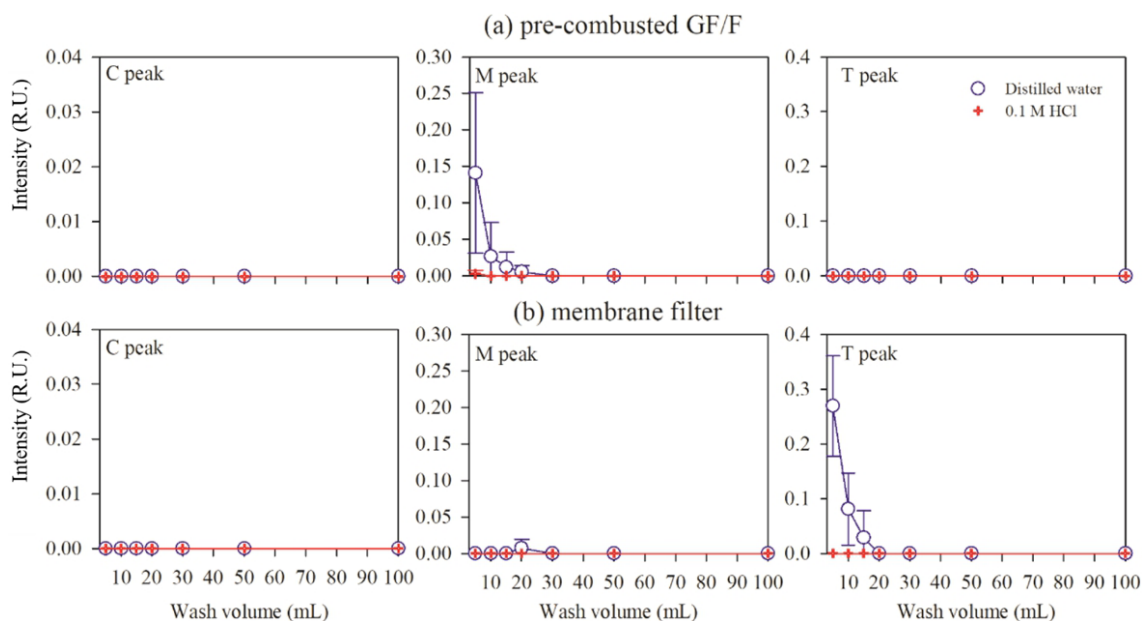 (a) pre-combusted GF/F
Intensity (R.U.)
0.04
0.03
0.02
0.01
0.00
C peak
0.30
0.25
0.20
0.15
0.10
0.05
0.00
M peak
0.4
0.3
0.2
0.1
0.0
T peak
Distilled water
0.1 M HCl
(b) membrane filter
Intensity (R.U.)
0.04
0.03
0.02
0.01
0.00
C peak
10 20 30 40 50 60 70 80 90 100
Wash volume (mL)
0.30
0.25
0.20
0.15
0.10
0.05
0.00
M peak
10 20 30 40 50 60 70 80 90 100
Wash volume (mL)
0.4
0.3
0.2
0.1
0.0
T peak
10 20 30 40 50 60 70 80 90 100
Wash volume (mL)